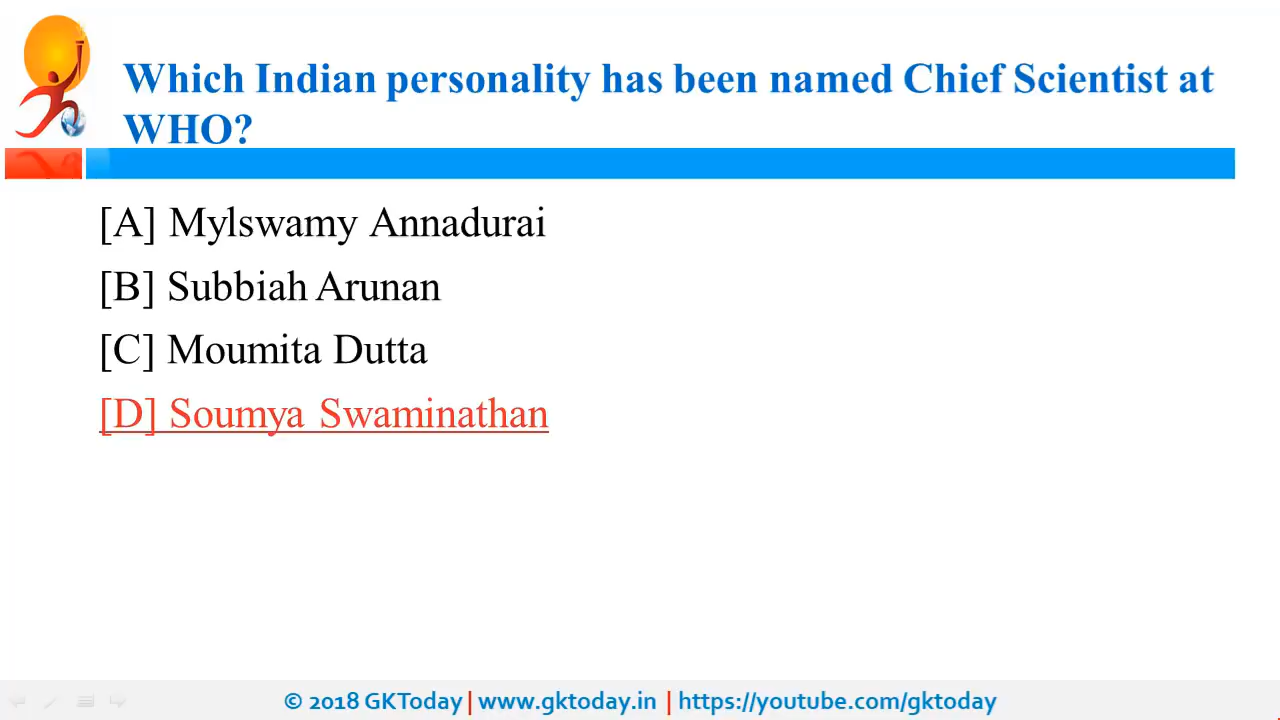 Which Indian personality has been named Chief Scientist at
WHO?
[A] Mylswamy Annadurai
[B] Subbiah Arunan
[C] Moumita Dutta
[D] Soumya Swaminathan
© 2018 GKToday | www.gktoday.in | https://youtube.com/gktoday